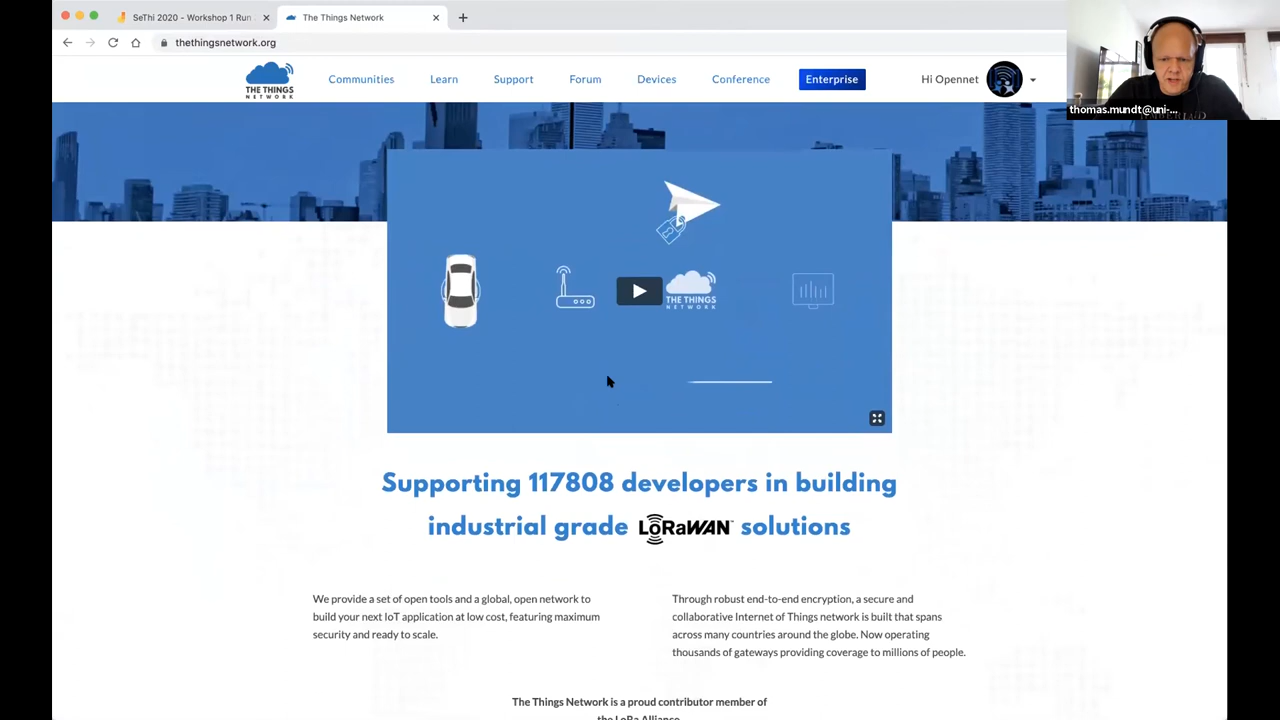 SeThi 2020 - Workshop 1 Run
The Things Network
thethingsnetwork.org
THE THINGS
NETWORK
Communities
Learn
Support
Forum
Devices
Conference
Enterprise
Hi Opennet
thomas.mundt@uni-...
THE THINGS
NETWORK
Supporting 117808 developers in building
industrial grade LoRaWAN™ solutions
We provide a set of open tools and a global, open network to
build your next IoT application at low cost, featuring maximum
security and ready to scale.
Through robust end-to-end encryption, a secure and
collaborative Internet of Things network is built that spans
across many countries around the globe. Now operating
thousands of gateways providing coverage to millions of people.
The Things Network is a proud contributor member of
the LoRa Alliance